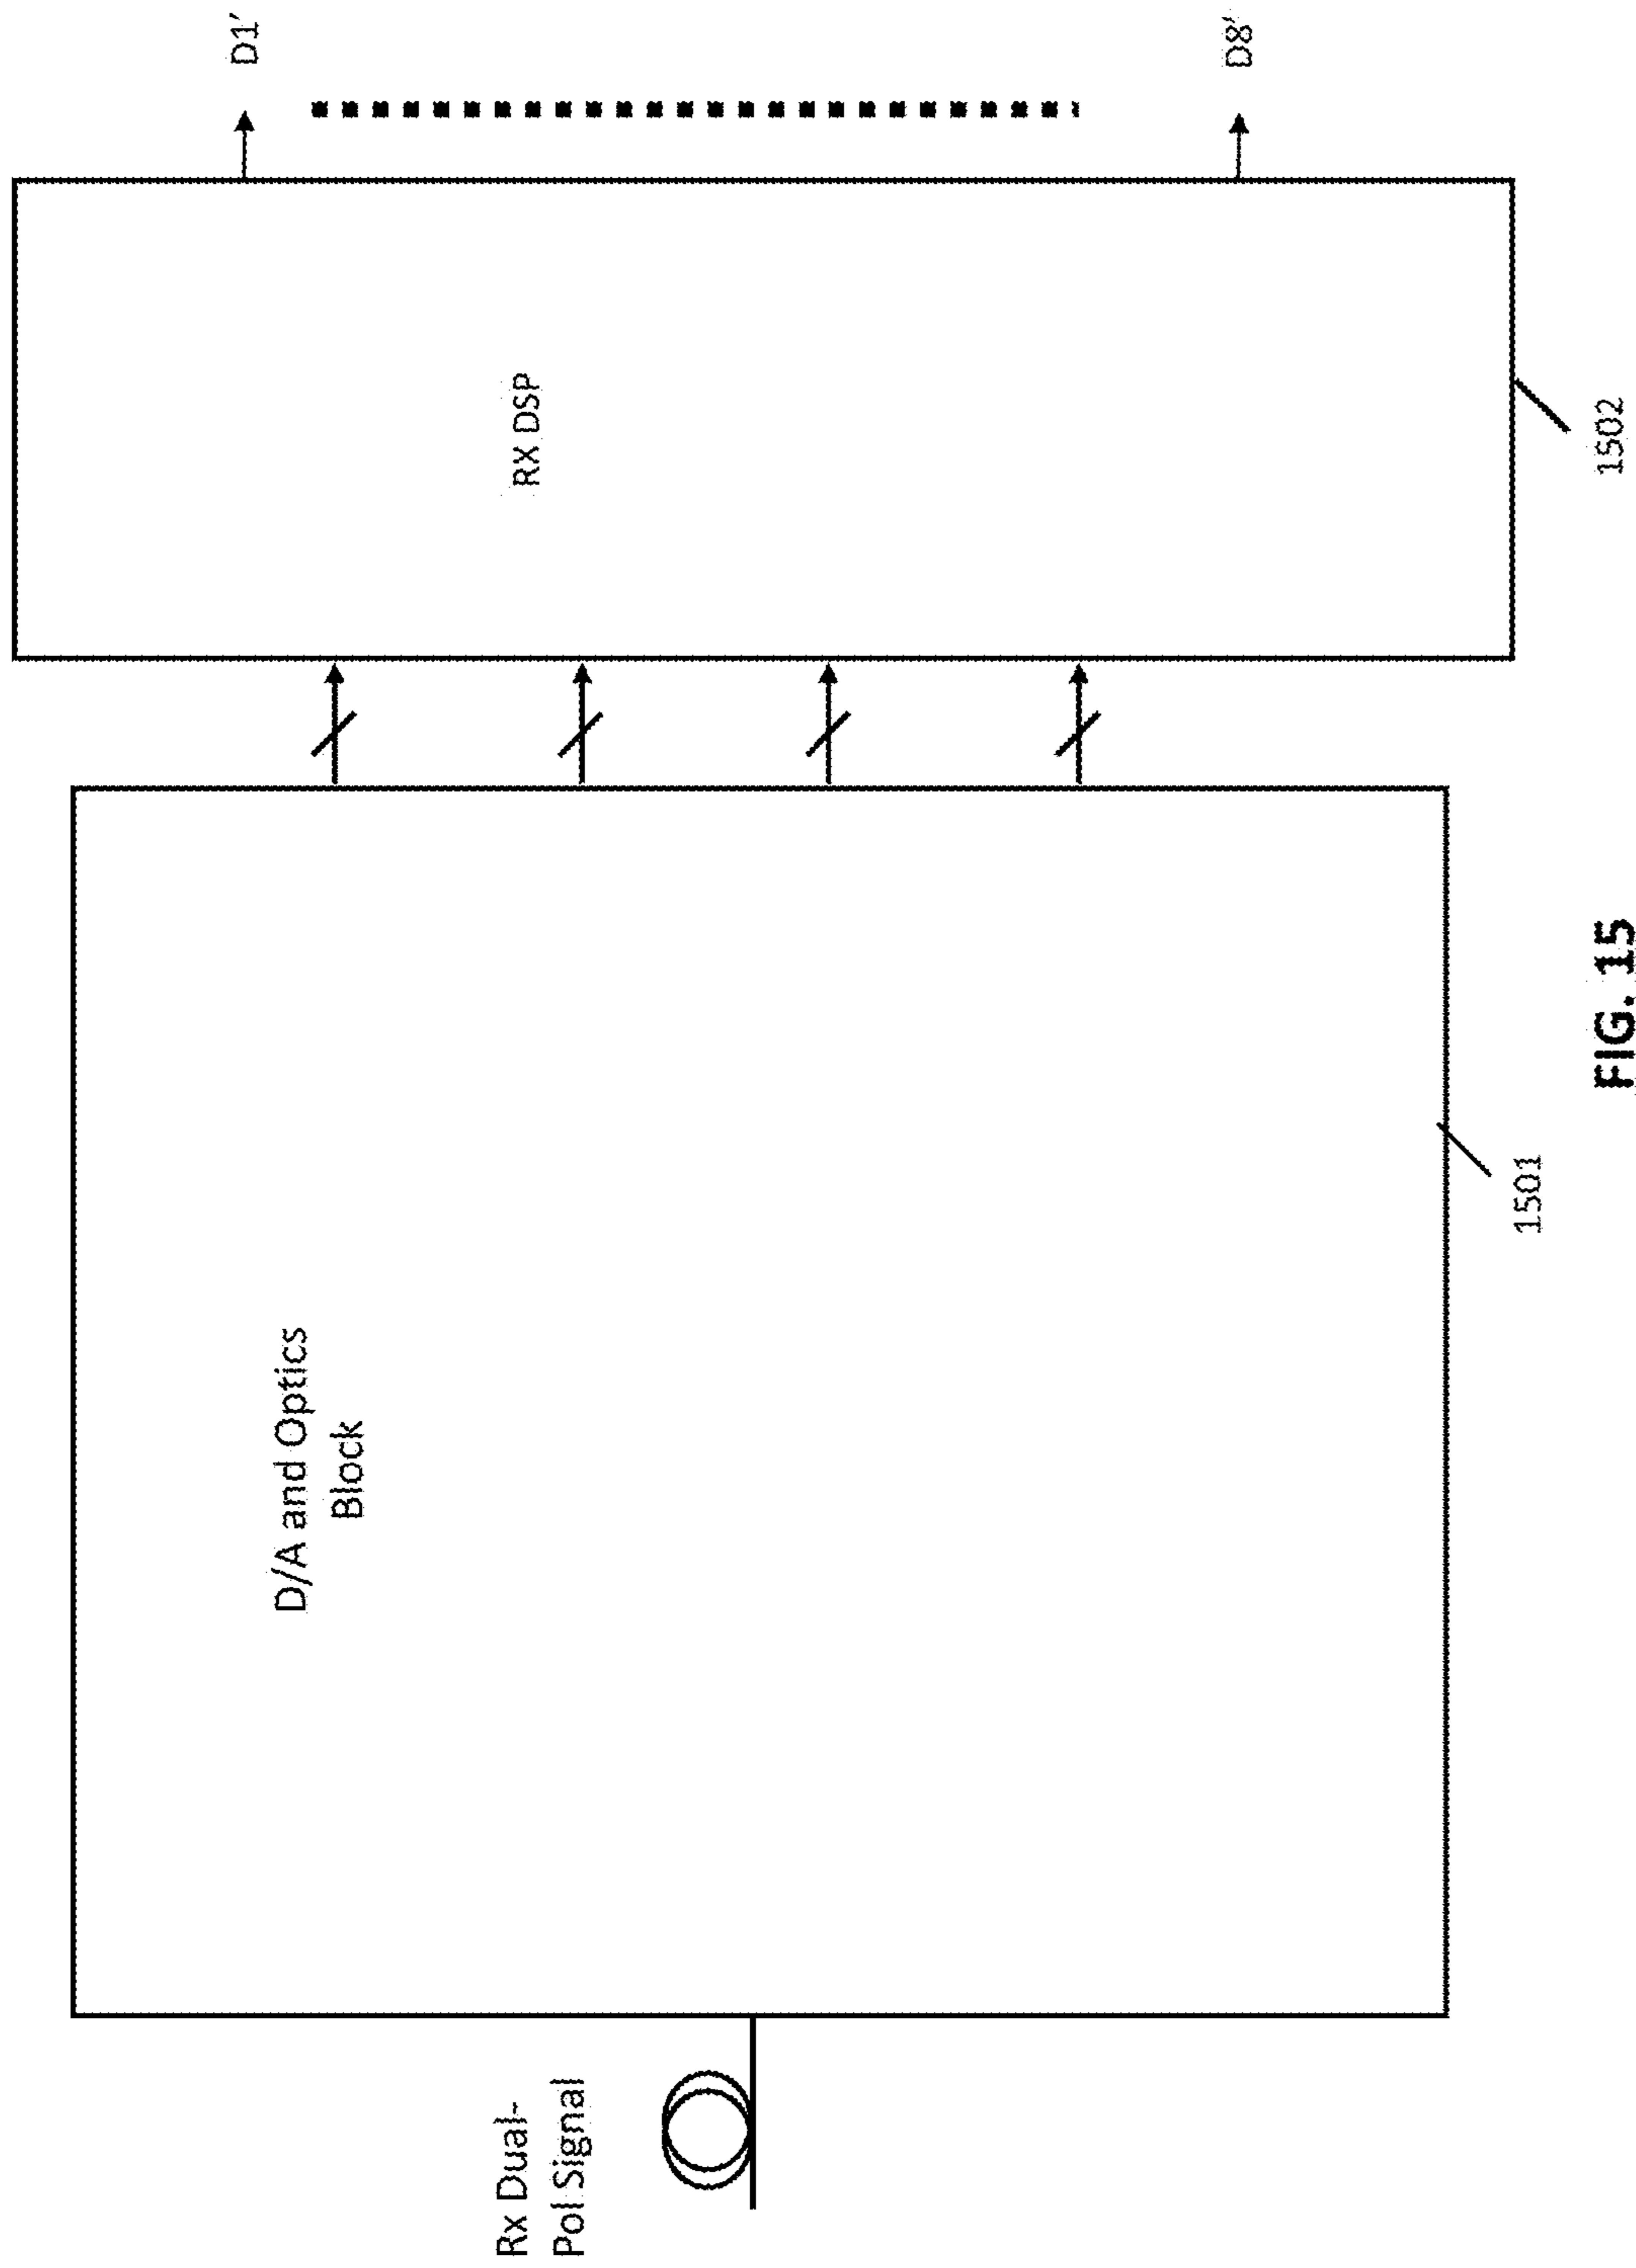 Rx Dual-
Pol Signal
D/A and Optics
Block
1501
RX DSP
1502
D1′
D8′
FIG. 15